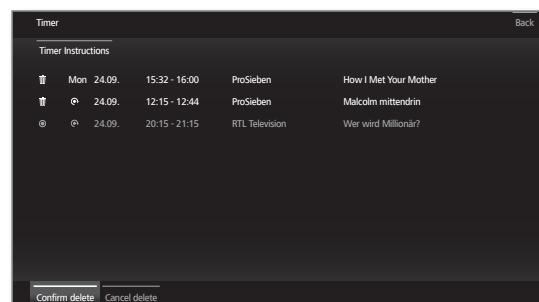 Timer Back
Timer Instructions
Mon 24.09. 15:32 - 16:00 ProSieben How I Met Your Mother
24.09. 12:15 - 12:44 ProSieben Malcolm mittendrin
24.09. 20:15 - 21:15 RTL Television Wer wird Millionär?
Confirm delete Cancel delete